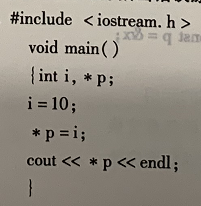 #include <iostream.h>
void main()
{int i, *p;
i=10;
*p=i;
cout << *p << endl;
}